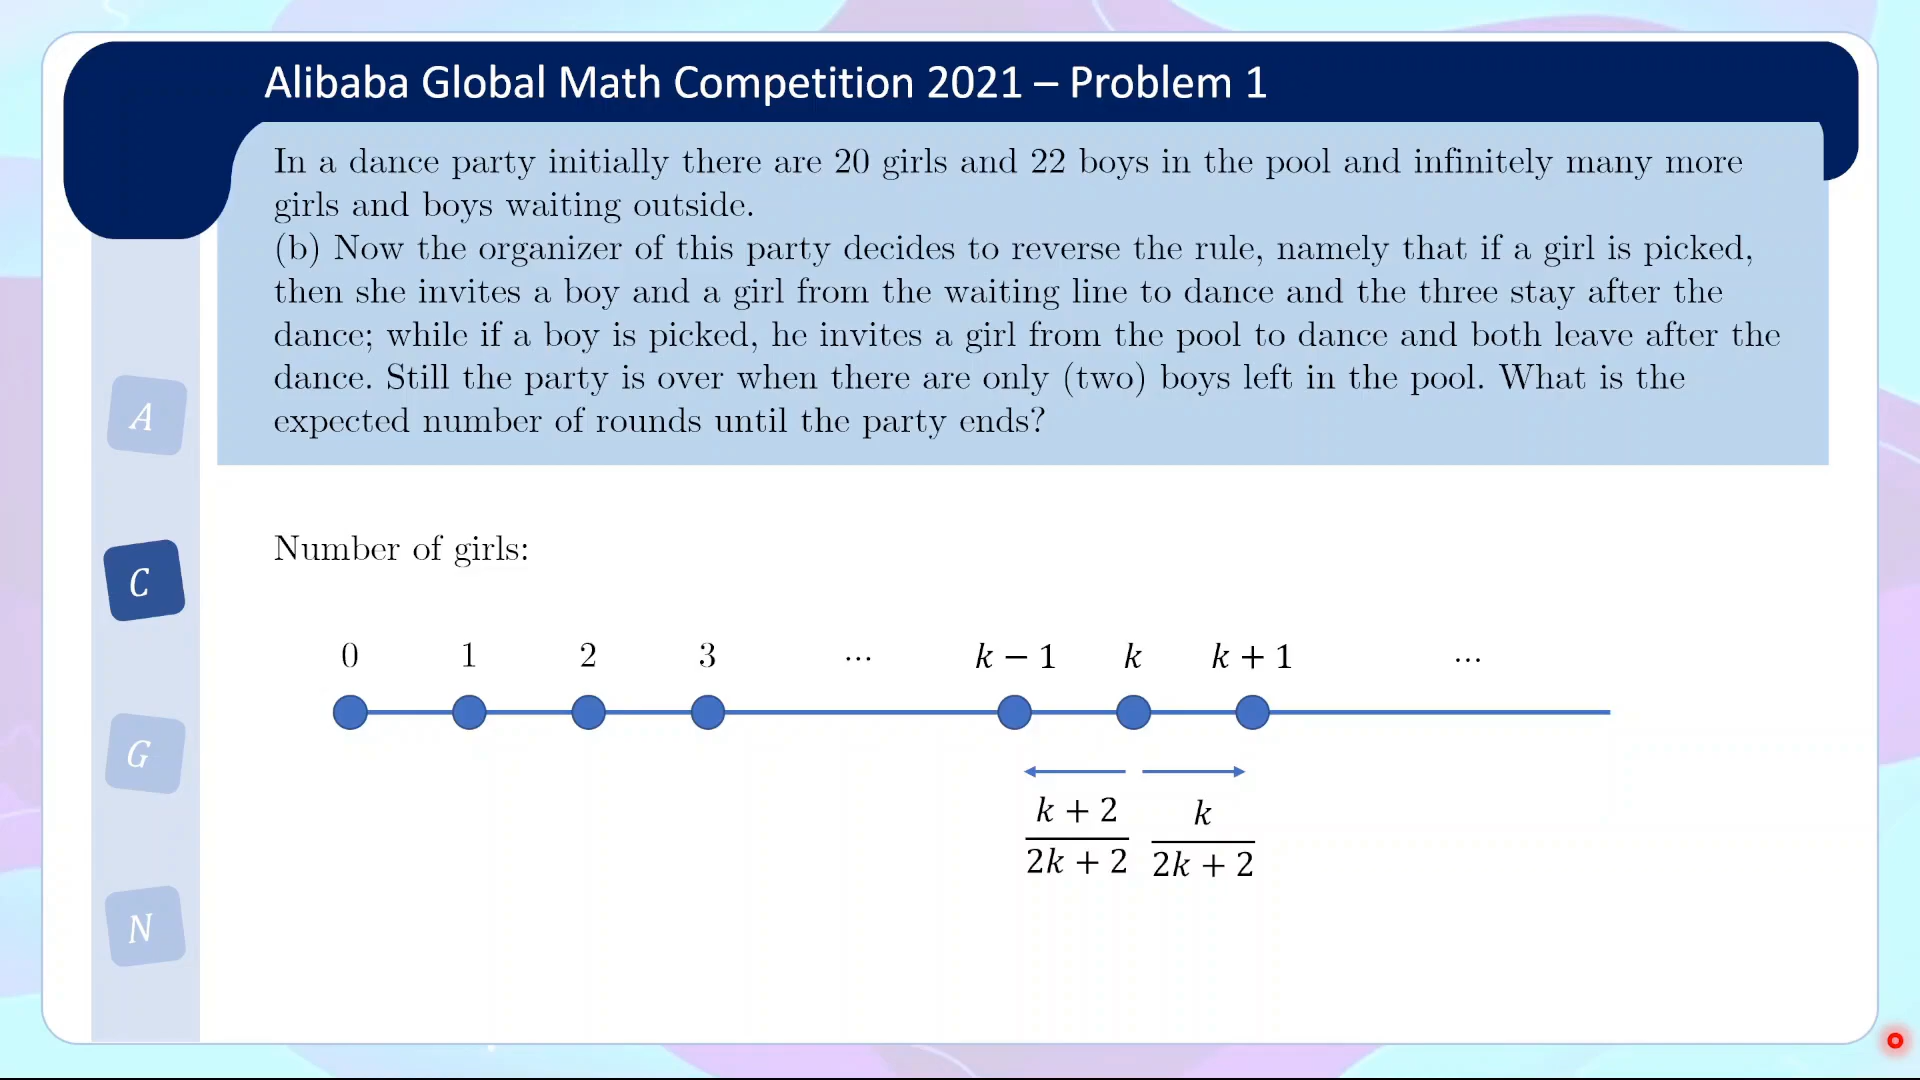 Alibaba Global Math Competition 2021 – Problem 1
In a dance party initially there are 20 girls and 22 boys in the pool and infinitely many more
girls and boys waiting outside.
(b) Now the organizer of this party decides to reverse the rule, namely that if a girl is picked,
then she invites a boy and a girl from the waiting line to dance and the three stay after the
dance; while if a boy is picked, he invites a girl from the pool to dance and both leave after the
dance. Still the party is over when there are only (two) boys left in the pool. What is the
expected number of rounds until the party ends?
A
C
G
N
Number of girls:
0 1 2 3 ... k − 1 k k + 1 ...
k + 2 k
2k + 2 2k + 2